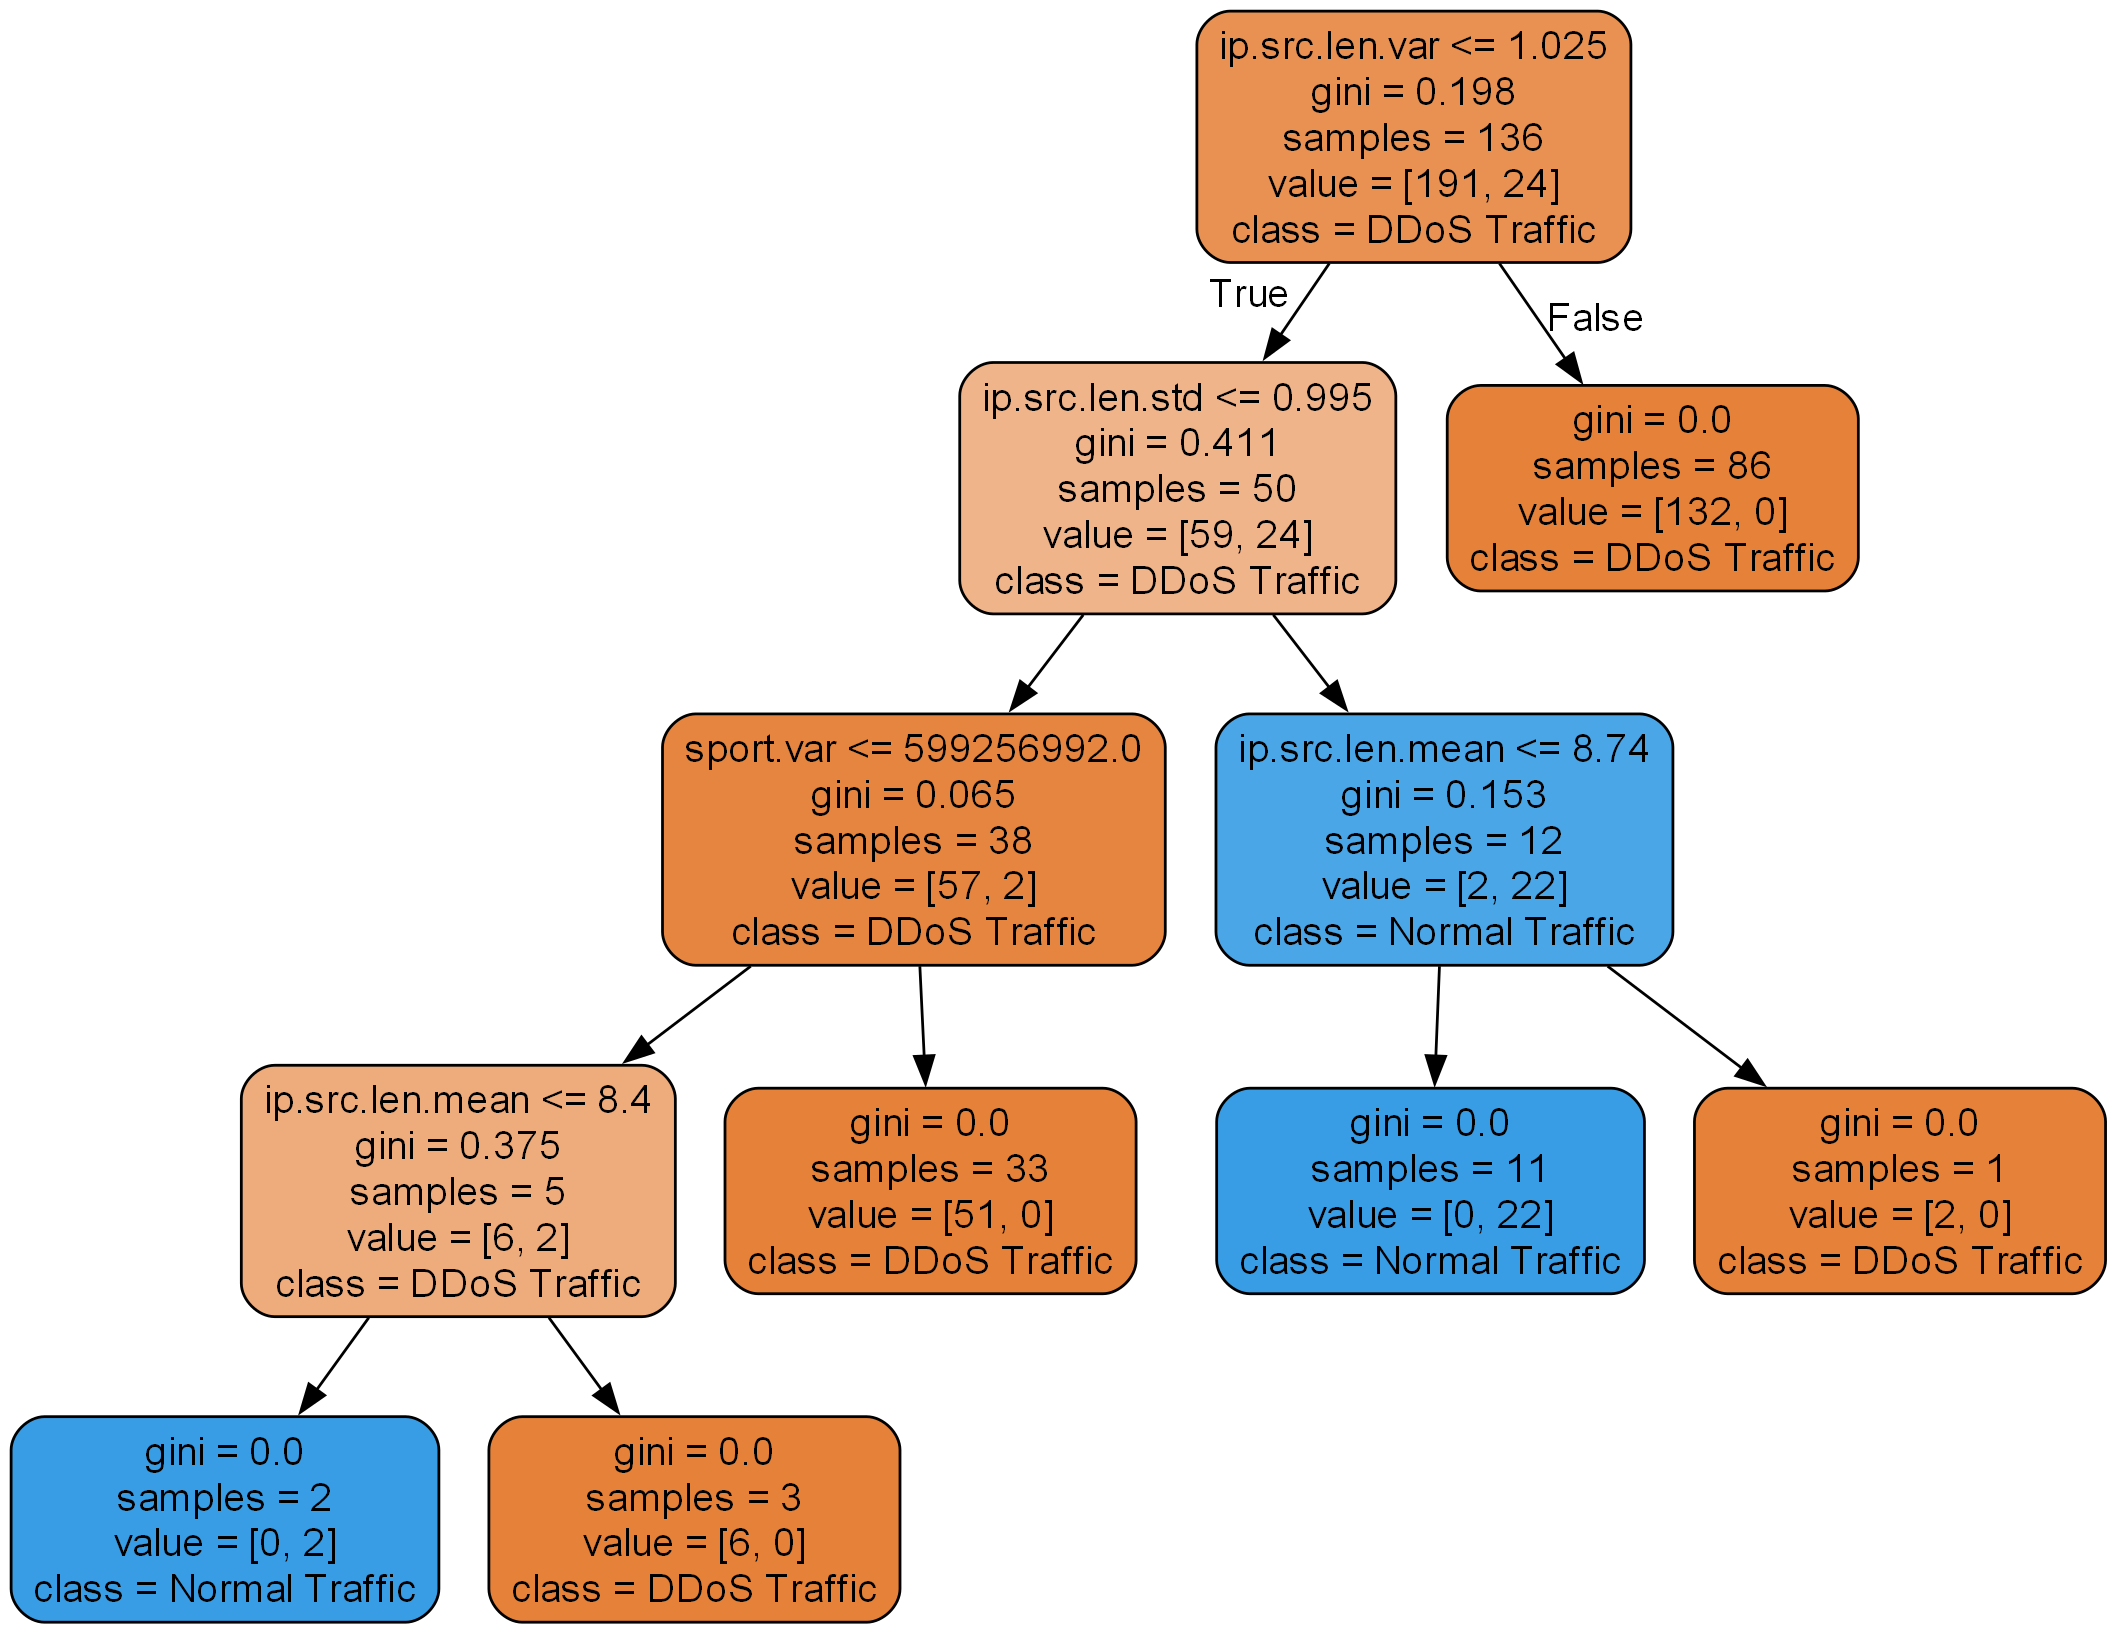 ip.src.len.var <= 1.025
gini = 0.198
samples = 136
value = [191, 24]
class = DDoS Traffic
True
False
ip.src.len.std <= 0.995
gini = 0.411
samples = 50
value = [59, 24]
class = DDoS Traffic
gini = 0.0
samples = 86
value = [132, 0]
class = DDoS Traffic
sport.var <= 599256992.0
gini = 0.065
samples = 38
value = [57, 2]
class = DDoS Traffic
ip.src.len.mean <= 8.74
gini = 0.153
samples = 12
value = [2, 22]
class = Normal Traffic
ip.src.len.mean <= 8.4
gini = 0.375
samples = 5
value = [6, 2]
class = DDoS Traffic
gini = 0.0
samples = 33
value = [51, 0]
class = DDoS Traffic
gini = 0.0
samples = 11
value = [0, 22]
class = Normal Traffic
gini = 0.0
samples = 1
value = [2, 0]
class = DDoS Traffic
gini = 0.0
samples = 2
value = [0, 2]
class = Normal Traffic
gini = 0.0
samples = 3
value = [6, 0]
class = DDoS Traffic